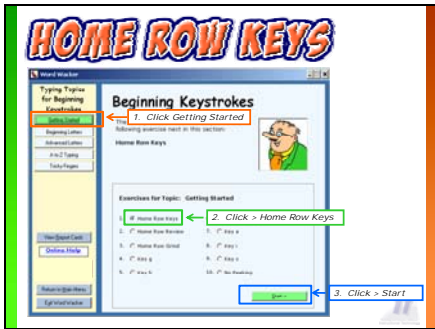 HOME ROW KEYS
Word Wacker
Typing Topics
for Beginning
Keystrokes
Getting Started
Beginning Letters
Advanced Letters
A to Z Typing
Tricky Fingers
View Report Card
Online Help
Return to Main Menu
Exit Word Wacker
Beginning Keystrokes
1. Click Getting Started
The
following exercise next in this section:
Home Row Keys
Exercises for Topic: Getting Started
1. Home Row Keys
2. Click > Home Row Keys
2. Home Row Review
3. Home Row Grind
4. Key g
5. Key h
7. Key e
8. Key i
9.
10. No Peeking
Start >
3. Click > Start